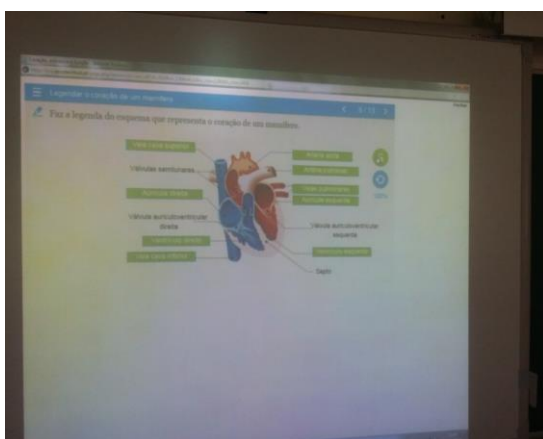 Legendar o coração de um mamífero
6 / 13
Faz a legenda do esquema que representa o coração de um mamífero.
Veia cava superior
Válvulas semilunares
Aurícula direita
Válvula auriculoventricular
direita
Ventrículo direito
Veia cava inferior
Artéria aorta
Artéria pulmonar
Veias pulmonares
Aurícula esquerda
Válvula auriculoventricular
esquerda
Ventrículo esquerdo
Septo